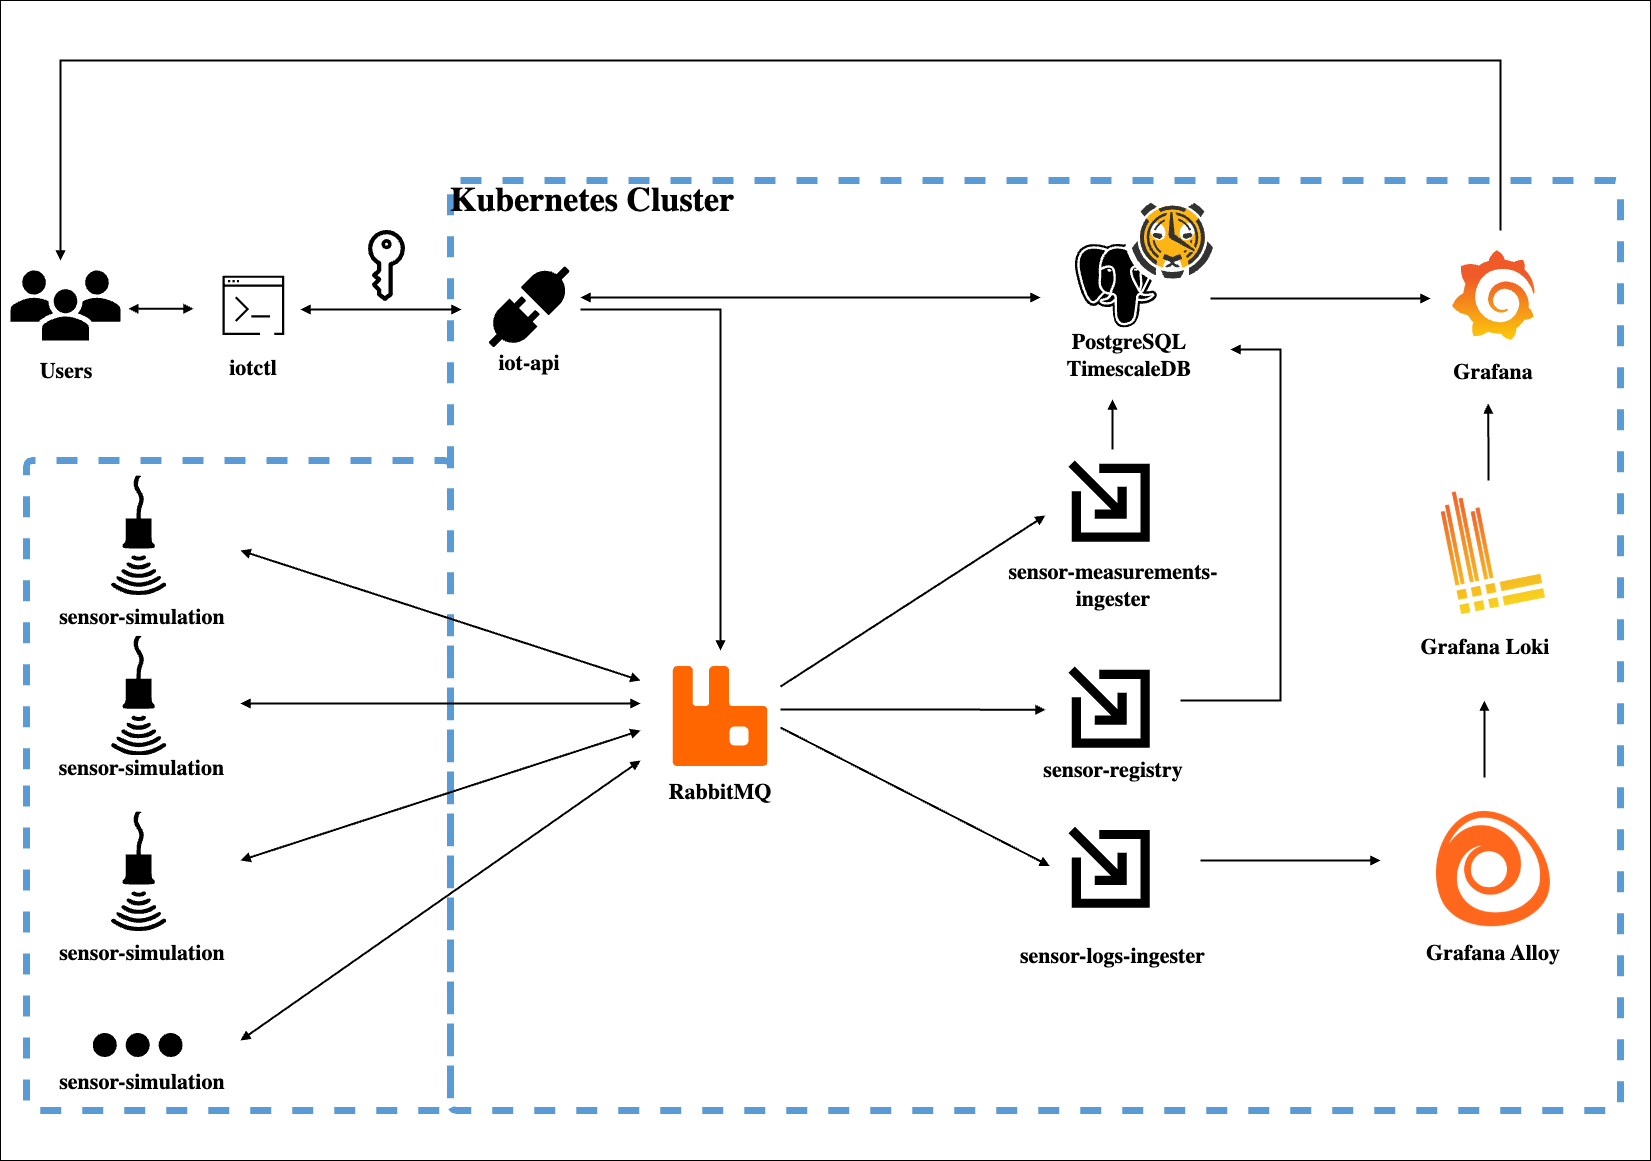 Kubernetes Cluster
Users
iotctl
iot-api
PostgreSQL
TimescaleDB
Grafana
sensor-simulation
sensor-measurements-
ingester
Grafana Loki
sensor-simulation
RabbitMQ
sensor-registry
sensor-simulation
sensor-logs-ingester
Grafana Alloy
sensor-simulation